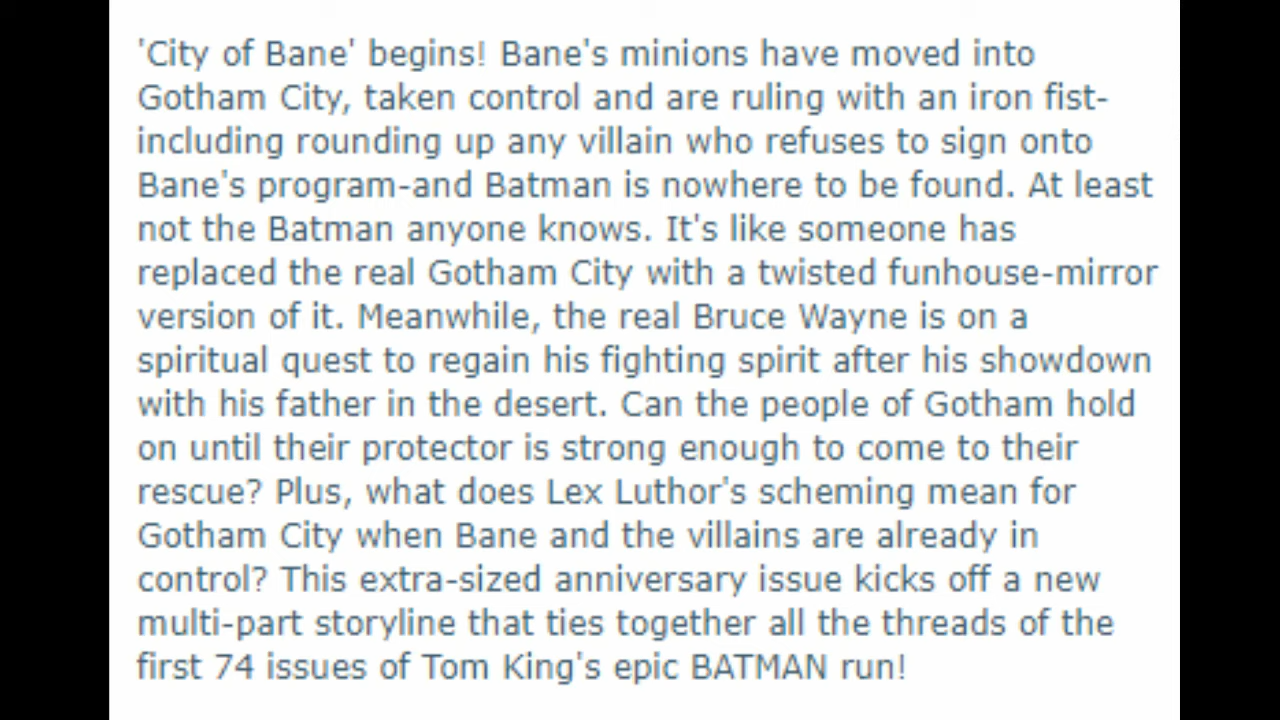 'City of Bane' begins! Bane's minions have moved into
Gotham City, taken control and are ruling with an iron fist-
including rounding up any villain who refuses to sign onto
Bane's program-and Batman is nowhere to be found. At least
not the Batman anyone knows. It's like someone has
replaced the real Gotham City with a twisted funhouse-mirror
version of it. Meanwhile, the real Bruce Wayne is on a
spiritual quest to regain his fighting spirit after his showdown
with his father in the desert. Can the people of Gotham hold
on until their protector is strong enough to come to their
rescue? Plus, what does Lex Luthor's scheming mean for
Gotham City when Bane and the villains are already in
control? This extra-sized anniversary issue kicks off a new
multi-part storyline that ties together all the threads of the
first 74 issues of Tom King's epic BATMAN run!